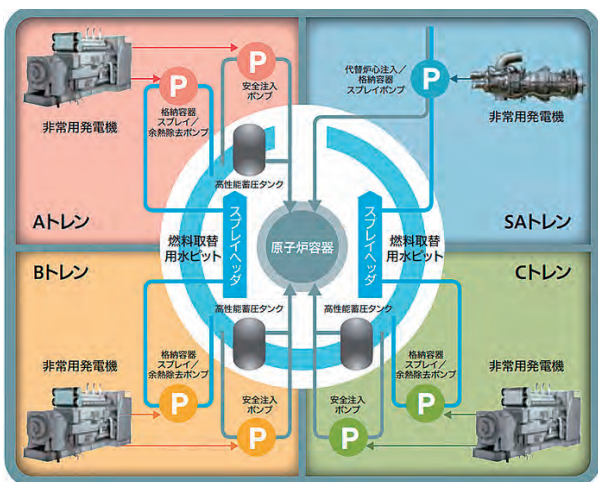 P
P
非常用発電機
格納容器
スプレイ/
余熱除去ポンプ
安全注入
ポンプ
高性能蓄圧タンク
Aトレン
代替炉心注入/
格納容器
スプレイポンプ
P
非常用発電機
SAトレン
燃料取替
用水ピット
スプレイヘッダ
原子炉容器
スプレイヘッダ
燃料取替
用水ピット
Bトレン
高性能蓄圧タンク
非常用発電機
格納容器
スプレイ/
余熱除去ポンプ
P
安全注入
ポンプ
P
Cトレン
高性能蓄圧タンク
格納容器
スプレイ/
余熱除去ポンプ
P
安全注入
ポンプ
P
非常用発電機